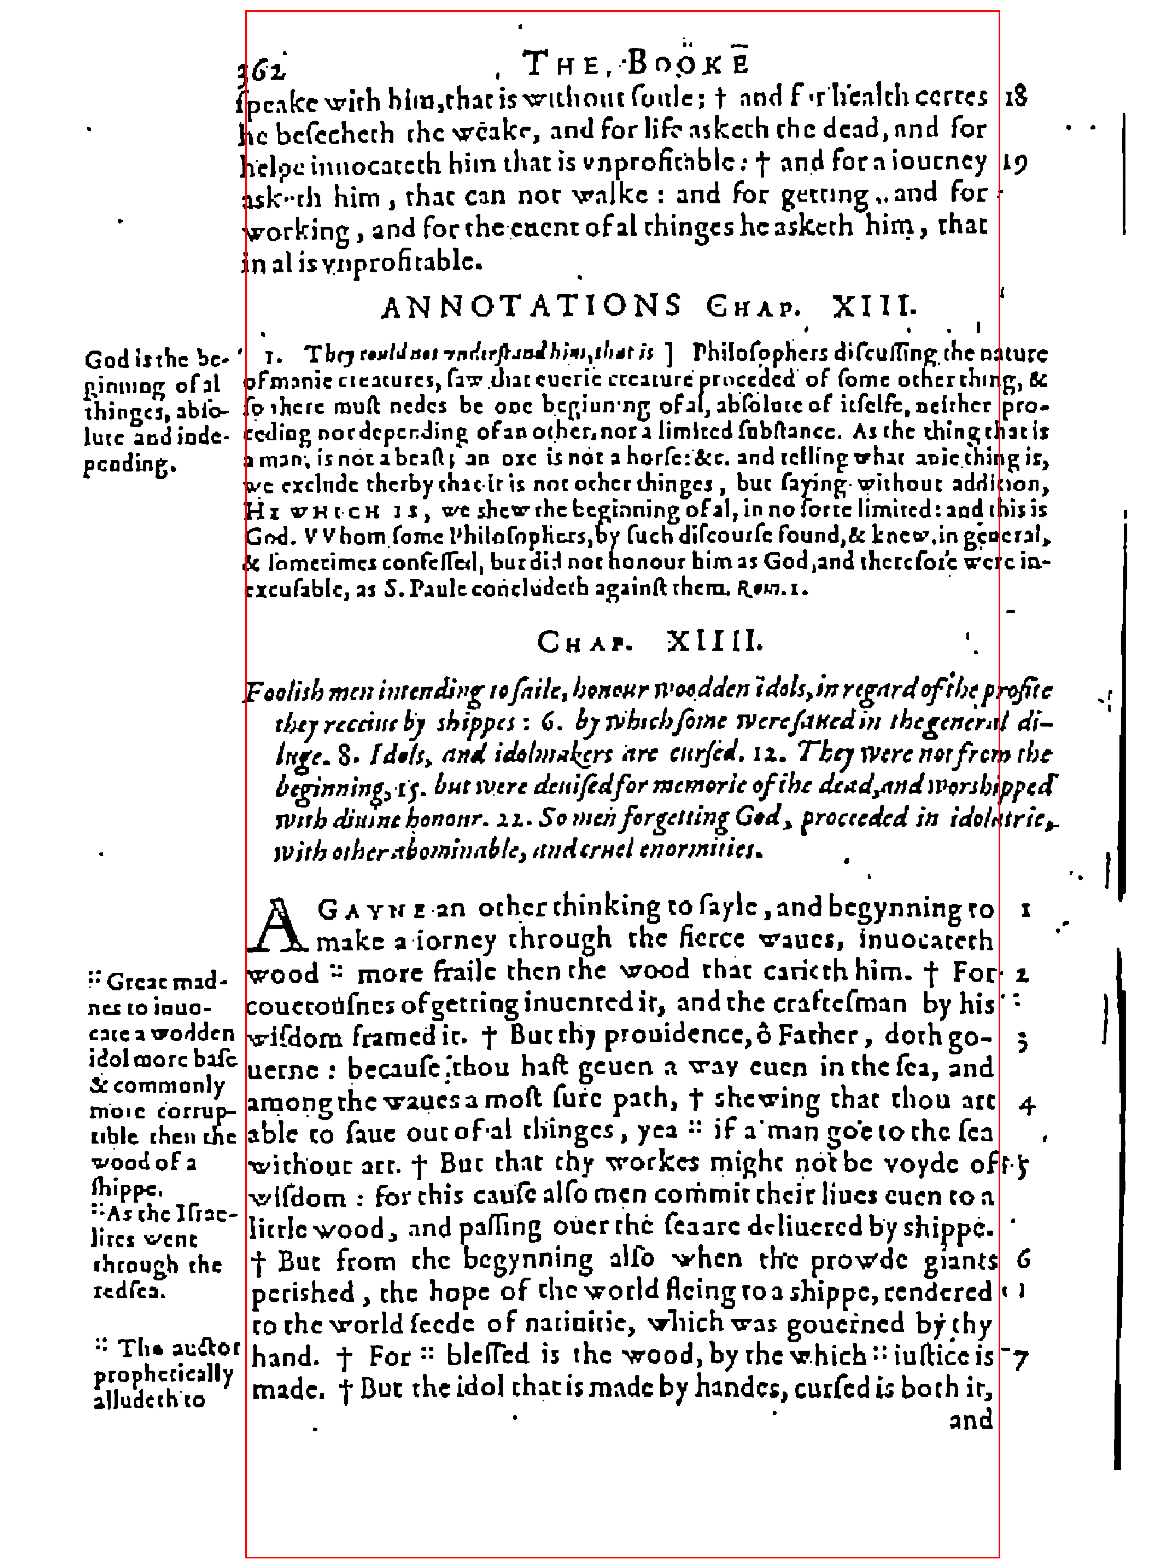 362 THE BOOKE
ſpeake with him, that is without ſoule; † and for health certes 18
he beſecheth the weake, and for life asketh the dead, and for
helpe inuocateth him that is vnprofitable: † and for a iourney 19
asketh him, that can not walke: and for getting, and for
working, and for the euent of al thinges he asketh him, that
in al is vnprofitable.
ANNOTATIONS CHAP. XIII.
1. They could not vnderſtand him, that is ] Philoſophers diſcuſſing the nature
of manie creatures, ſaw that euerie creature proceded of ſome other thing, &
ſo there muſt nedes be one beginning of al, abſolute of itſelfe, neither pro-
ceding nor depending of an other, nor a limited ſubſtance. As the thing that is
a man, is not a beaſt; an oxe is not a horſe: &c. and telling what anie thing is,
we exclude therby that it is not other thinges, but ſaying without addition,
HE WHICH IS, we shew the beginning of al, in no ſorte limited: and this is
God. VVhom ſome Philoſophers, by ſuch diſcourſe found, & knew, in general,
& ſometimes confeſſed, but did not honour him as God, and therefore were in-
excuſable, as S. Paule concludeth againſt them. Rom. 1.
God is the be-
ginning of al
thinges, abſo-
lute and inde-
pending.
CHAP. XIIII.
Foolish men intending to ſaile, honour woodden idols, in regard of the profite
they receiue by shippes: 6. by which ſome were ſaued in the general di-
luge. 8. Idols, and idolmakers are curſed. 12. They were not from the
beginning, 15. but were deuiſed for memorie of the dead, and worshipped
with diuine honour. 22. So men forgetting God, proceeded in idolatrie,
with other abominable, and cruel enormities.
AGAYNE an other thinking to ſayle, and begynning to 1
make a iorney through the fierce waues, inuocateth
wood :: more fraile then the wood that carieth him. † For 2
couetouſnes of getting inuented it, and the crafteſman by his
wiſdom framed it. † But thy prouidence, ô Father, doth go- 3
uerne: becauſe thou haſt geuen a way euen in the ſea, and
among the waues a moſt ſure path, † shewing that thou art 4
able to ſaue out of al thinges, yea :: if a man goe to the ſea
without art. † But that thy workes might not be voyde of 5
wiſdom: for this cauſe alſo men commit their liues euen to a
little wood, and paſſing ouer the ſea are deliuered by shippe.
† But from the begynning alſo when the prowde giants 6
perished, the hope of the world fleing to a shippe, rendered
to the world ſeede of natiuitie, which was gouerned by thy
hand. † For :: bleſſed is the wood, by the which :: iuſtice is 7
made. † But the idol that is made by handes, curſed is both it,
and
:: Great mad-
nes to inuo-
cate a wodden
idol more baſe
& commonly
more corrup-
tible then the
wood of a
ſhippe.
:: As the Iſrae-
lites went
through the
redſea.
:: The auctor
prophetically
alludeth to